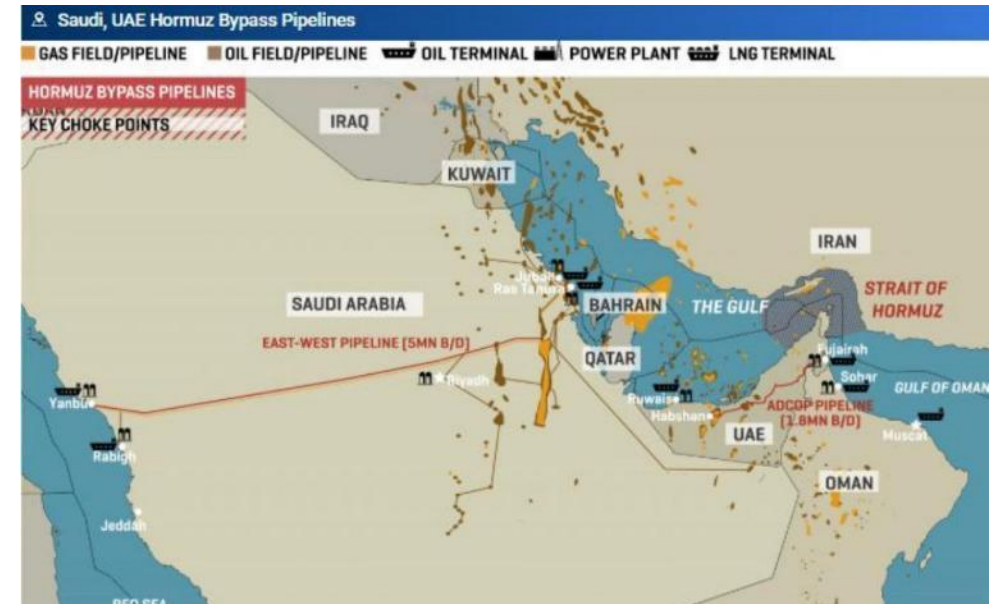 Saudi, UAE Hormuz Bypass Pipelines
GAS FIELD/PIPELINE OIL FIELD/PIPELINE OIL TERMINAL POWER PLANT LNG TERMINAL
HORMUZ BYPASS PIPELINES
KEY CHOKE POINTS
IRAQ
KUWAIT
IRAN
Jubail
Ras Tanura
SAUDI ARABIA
BAHRAIN
THE GULF
STRAIT OF
HORMUZ
EAST-WEST PIPELINE (5MN B/D)
QATAR
Fujairah
Riyadh
Sohar
GULF OF OMAN
Yanbu
Ruwais
Habshan
ADCOP PIPELINE
(1.8MN B/D)
UAE
Muscat
Rabigh
OMAN
Jeddah
RED SEA